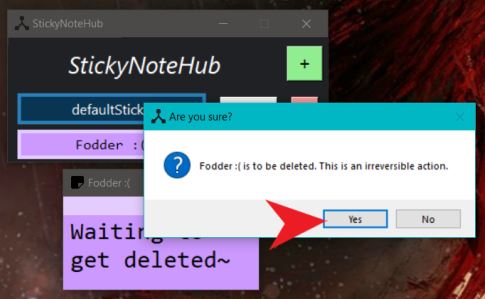 StickyNoteHub
StickyNoteHub
+
defaultStick
Are you sure?
Fodder :(
Fodder :( is to be deleted. This is an irreversible action.
Yes
No
Fodder :(
Waiting to
get deleted~